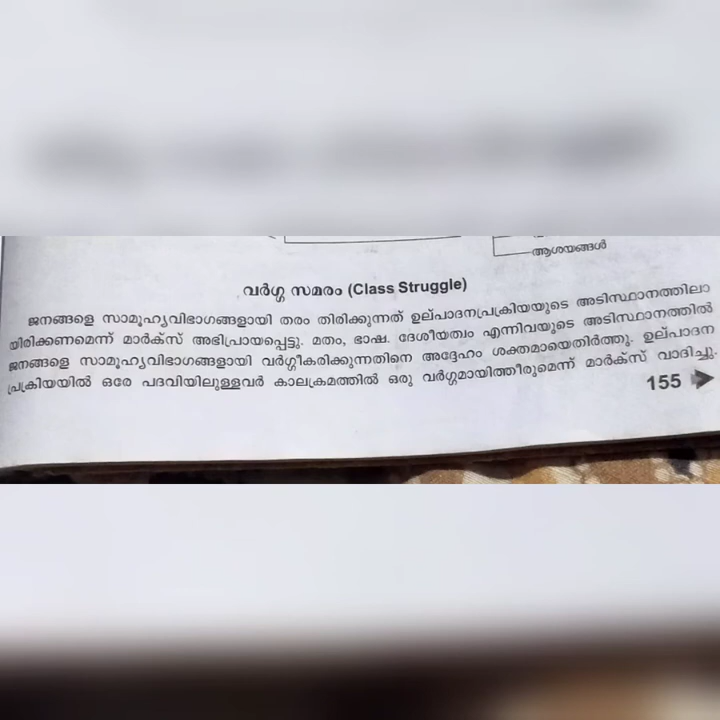 ആശയങ്ങൾ
വർഗ്ഗ സമരം (Class Struggle)
ജനങ്ങളെ സാമൂഹ്യവിഭാഗങ്ങളായി തരം തിരിക്കുന്നത് ഉല്പാദനപ്രക്രിയയുടെ അടിസ്ഥാനത്തിലാ
യിരിക്കണമെന്ന് മാർക്സ് അഭിപ്രായപ്പെട്ടു. മതം, ഭാഷ. ദേശീയത്വം എന്നിവയുടെ അടിസ്ഥാനത്തിൽ
ജനങ്ങളെ സാമൂഹ്യവിഭാഗങ്ങളായി വർഗ്ഗീകരിക്കുന്നതിനെ അദ്ദേഹം ശക്തമായെതിർത്തു. ഉല്പാദന
പ്രക്രിയയിൽ ഒരേ പദവിയിലുള്ളവർ കാലക്രമത്തിൽ ഒരു വർഗ്ഗമായിത്തീരുമെന്ന് മാർക്സ് വാദിച്ചു.
155